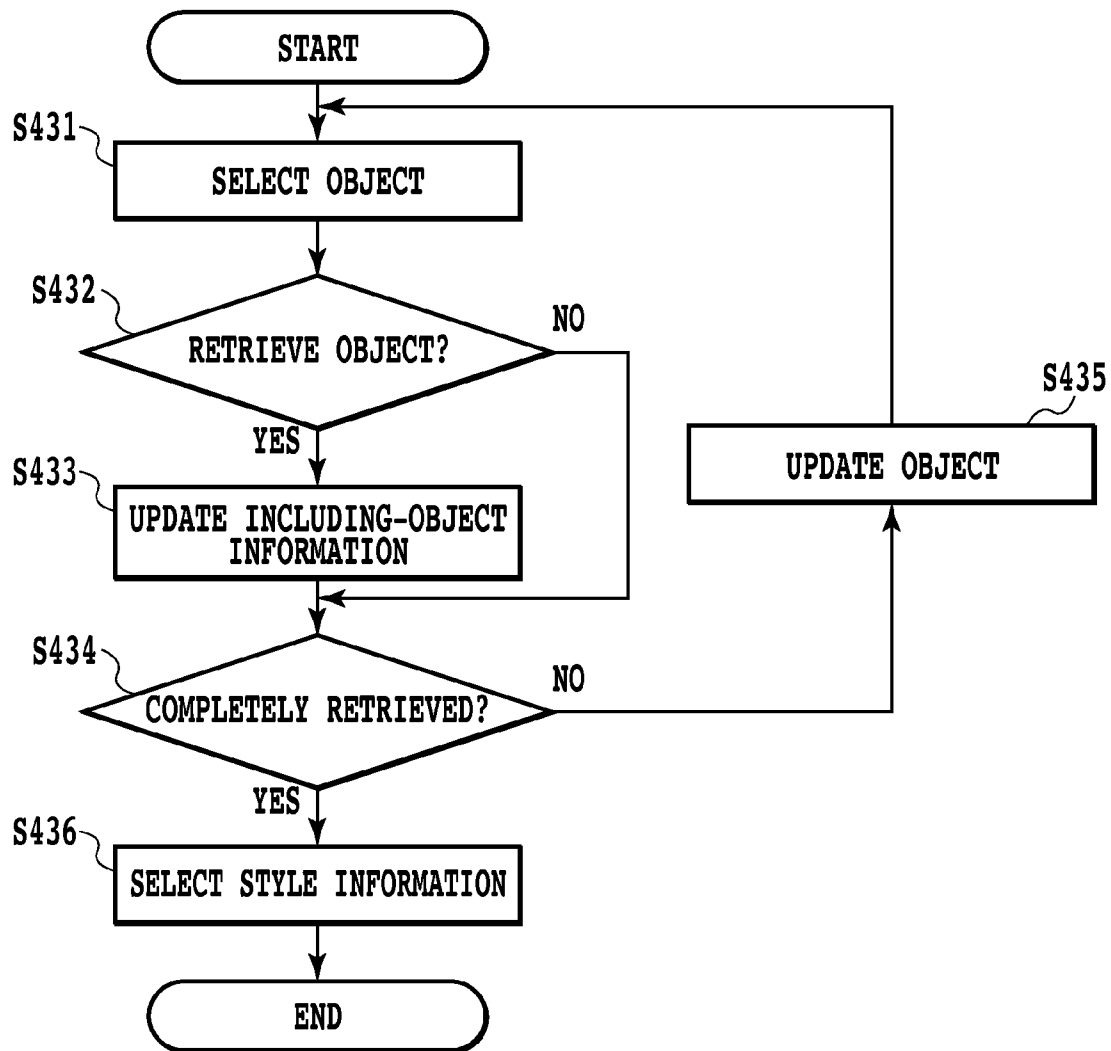 START
S431
SELECT OBJECT
S432
RETRIEVE OBJECT?
NO
YES
S433
UPDATE INCLUDING-OBJECT
INFORMATION
S434
COMPLETELY RETRIEVED?
NO
YES
S435
UPDATE OBJECT
S436
SELECT STYLE INFORMATION
END